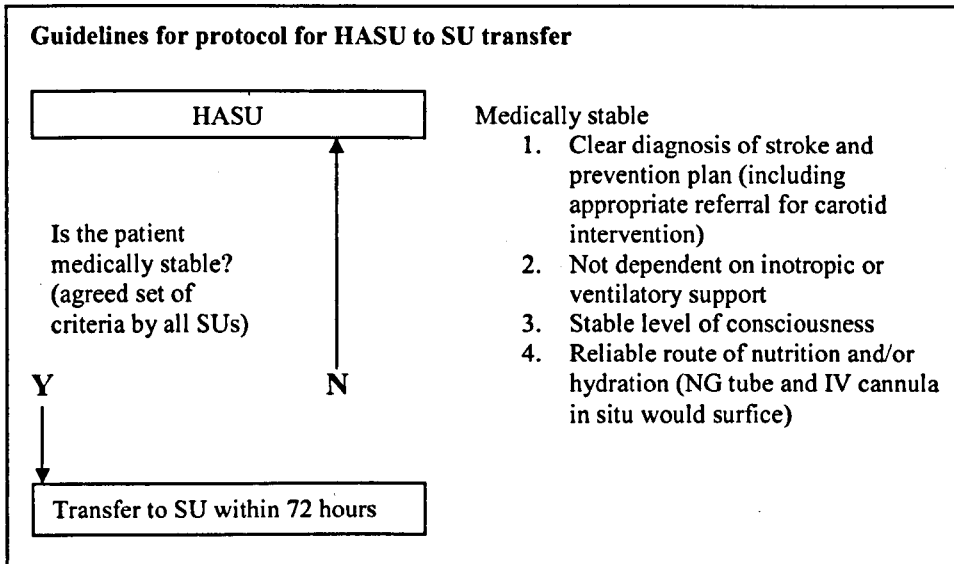 Guidelines for protocol for HASU to SU transfer
HASU
Is the patient
medically stable?
(agreed set of
criteria by all SUs)
Y
N
Transfer to SU within 72 hours
Medically stable
1. Clear diagnosis of stroke and
prevention plan (including
appropriate referral for carotid
intervention)
2. Not dependent on inotropic or
ventilatory support
3. Stable level of consciousness
4. Reliable route of nutrition and/or
hydration (NG tube and IV cannula
in situ would surfice)